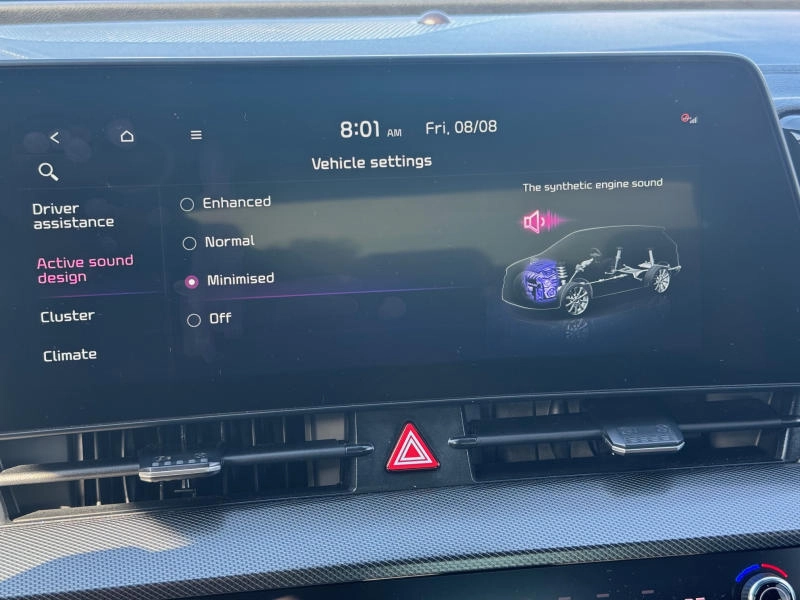 8:01 AM Fri, 08/08
Vehicle settings
Driver
assistance
Active sound
design
Cluster
Climate
Enhanced
Normal
Minimised
Off
The synthetic engine sound